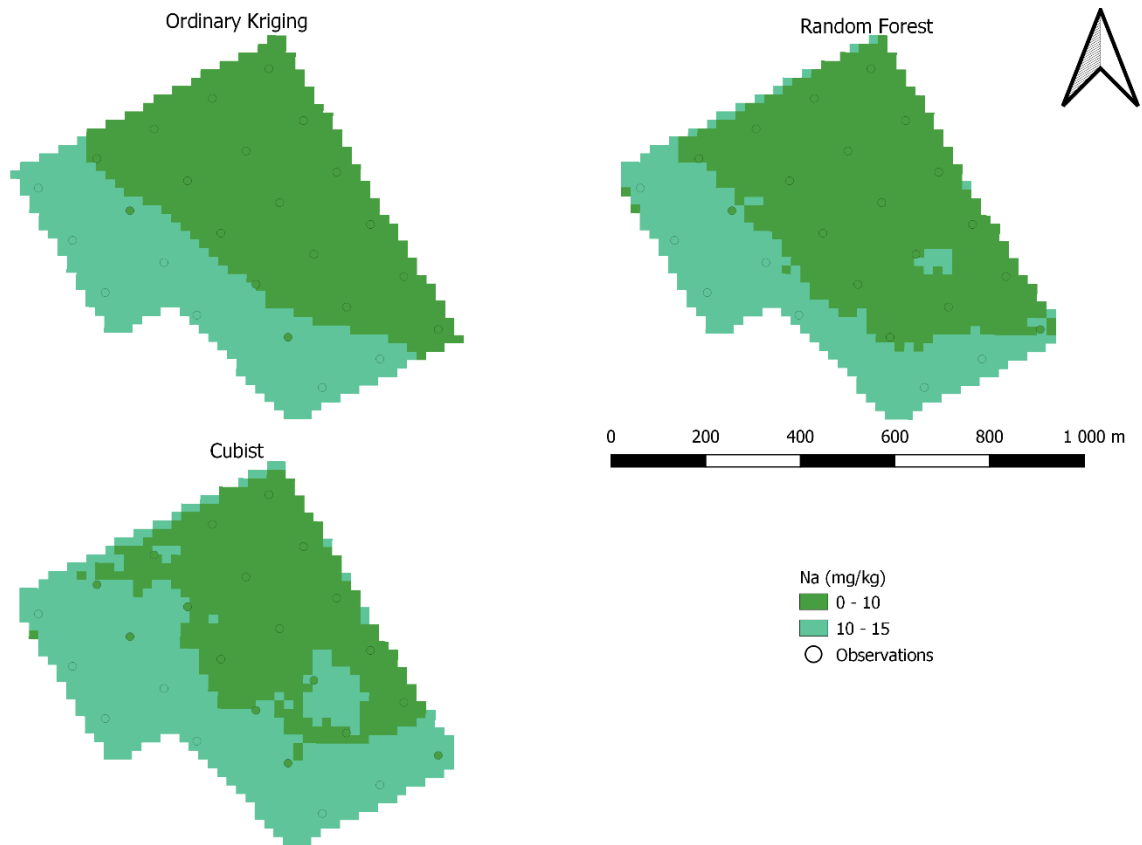 Ordinary Kriging
Random Forest
0 200 400 600 800 1 000 m
Cubist
Na (mg/kg)
0 - 10
10 - 15
Observations